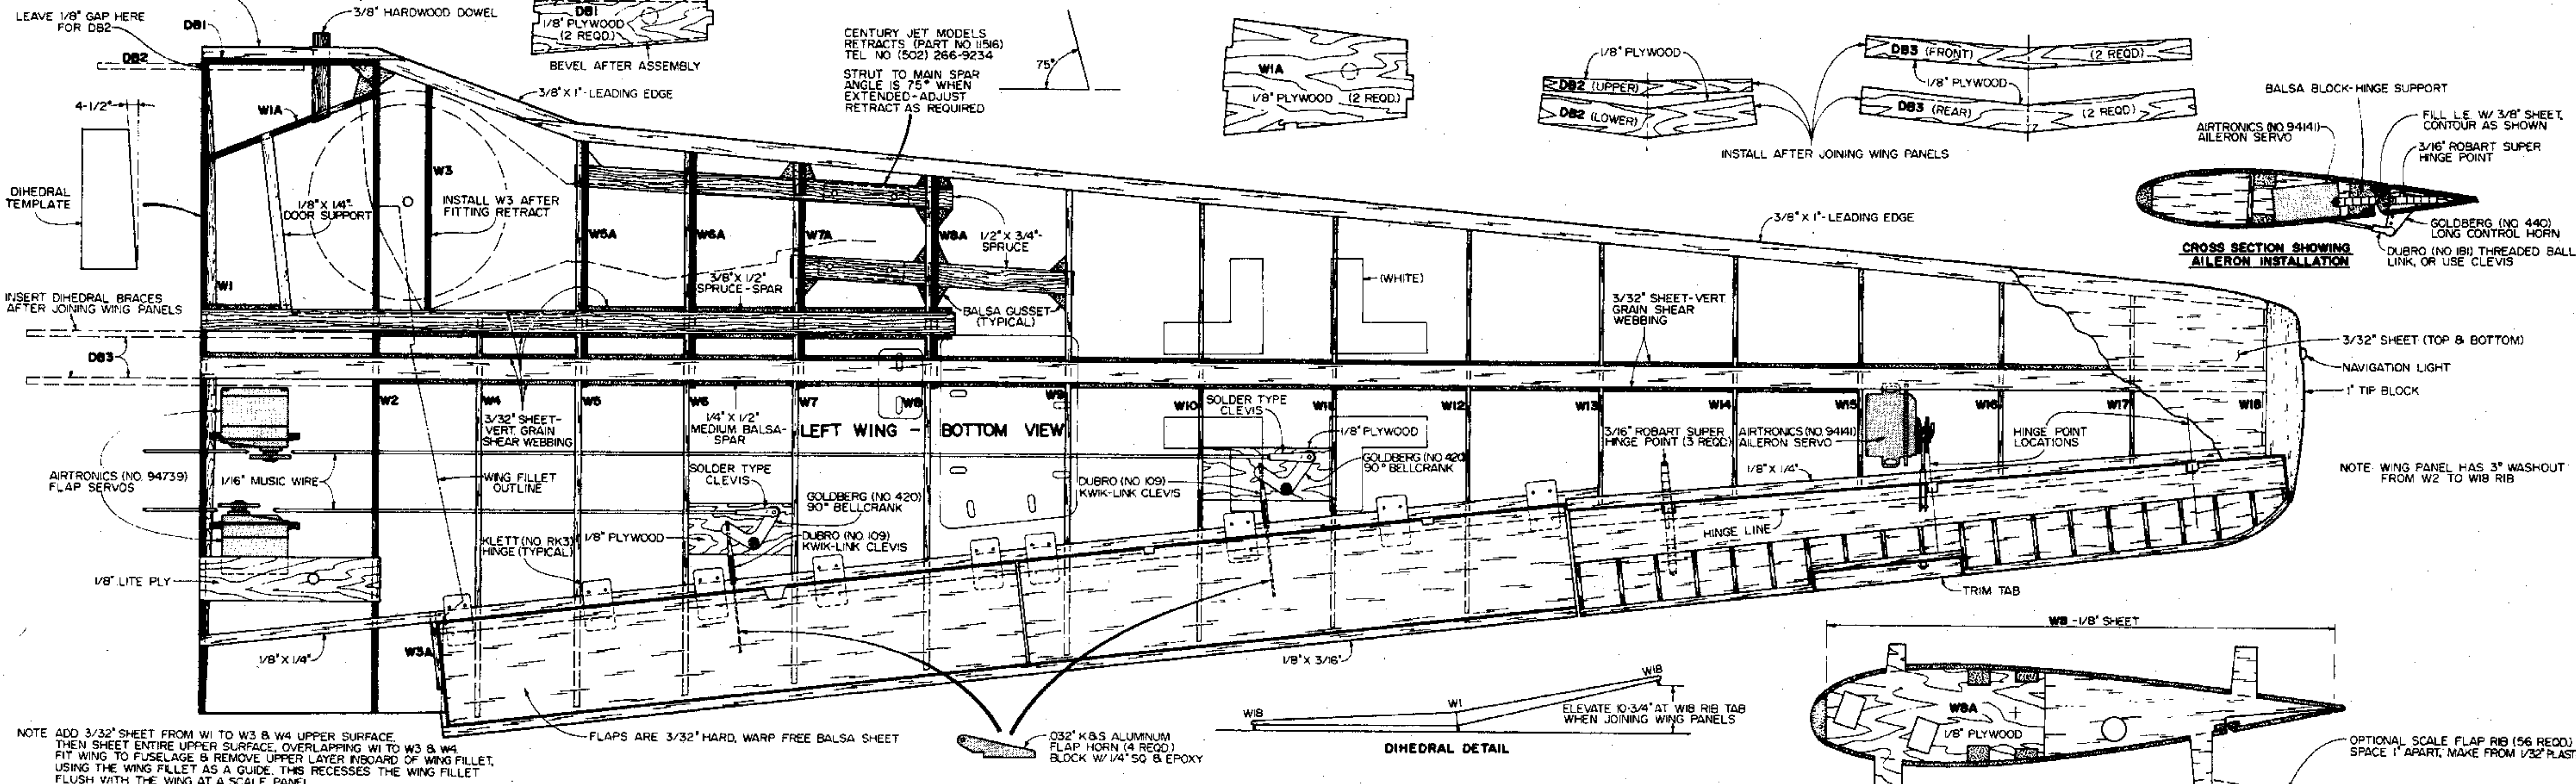 LEAVE 1/8" GAP HERE
FOR DB2
DB1
DB2
3/8" HARDWOOD DOWEL
DB1
1/8" PLYWOOD
(2 REQD.)
BEVEL AFTER ASSEMBLY
3/8" X 1"-LEADING EDGE
CENTURY JET MODELS
RETRACTS (PART NO 11516)
TEL NO (502) 266-9234
STRUT TO MAIN SPAR
ANGLE IS 75° WHEN
EXTENDED-ADJUST
RETRACT AS REQUIRED
75°
W1A
1/8" PLYWOOD (2 REQD.)
1/8" PLYWOOD
DB2 (UPPER)
DB2 (LOWER)
DB3 (FRONT) (2 REQD)
1/8" PLYWOOD
DB3 (REAR) (2 REQD)
INSTALL AFTER JOINING WING PANELS
BALSA BLOCK-HINGE SUPPORT
AIRTRONICS (NO 94141)
AILERON SERVO
FILL L.E. W/ 3/8" SHEET,
CONTOUR AS SHOWN
3/16" ROBART SUPER
HINGE POINT
GOLDBERG (NO 440)
LONG CONTROL HORN
DUBRO (NO 181) THREADED BALL
LINK, OR USE CLEVIS
CROSS SECTION SHOWING
AILERON INSTALLATION
4-1/2°
W1A
DIHEDRAL
TEMPLATE
1/8" X 1/4"-
DOOR SUPPORT
W3
INSTALL W3 AFTER
FITTING RETRACT
W5A
W6A
W7A
W8A
1/2" X 3/4"-
SPRUCE
3/8" X 1"-LEADING EDGE
W1
3/8" X 1/2"
SPRUCE-SPAR
(WHITE)
INSERT DIHEDRAL BRACES
AFTER JOINING WING PANELS
DB3
BALSA GUSSET
(TYPICAL)
3/32" SHEET-VERT.
GRAIN SHEAR
WEBBING
3/32" SHEET (TOP & BOTTOM)
NAVIGATION LIGHT
1" TIP BLOCK
W2
W4
W5
W6
W7
W8
W9
W10
W11
W12
W13
W14
W15
W16
W17
W18
3/32" SHEET-
VERT. GRAIN
SHEAR WEBBING
1/4" X 1/2"
MEDIUM BALSA-
SPAR
LEFT WING - BOTTOM VIEW
SOLDER TYPE
CLEVIS
1/8" PLYWOOD
GOLDBERG (NO 420)
90° BELLCRANK
3/16" ROBART SUPER
HINGE POINT (3 REQD)
AIRTRONICS (NO. 94141)
AILERON SERVO
HINGE POINT
LOCATIONS
1/8" X 1/4"
AIRTRONICS (NO. 94739)
FLAP SERVOS
1/16" MUSIC WIRE
WING FILLET
OUTLINE
SOLDER TYPE
CLEVIS
GOLDBERG (NO 420)
90° BELLCRANK
DUBRO (NO 109)
KWIK-LINK CLEVIS
NOTE: WING PANEL HAS 3° WASHOUT
FROM W2 TO W18 RIB
KLETT (NO. RK3)
HINGE (TYPICAL)
1/8" PLYWOOD
DUBRO (NO 109)
KWIK-LINK CLEVIS
HINGE LINE
1/8" LITE PLY
TRIM TAB
1/8" X 1/4"
W3A
1/8" X 3/16"
W8 -1/8" SHEET
W18
W1
W18
ELEVATE 10-3/4" AT W18 RIB TAB
WHEN JOINING WING PANELS
DIHEDRAL DETAIL
W8A
1/8" PLYWOOD
NOTE ADD 3/32" SHEET FROM W1 TO W3 & W4 UPPER SURFACE,
THEN SHEET ENTIRE UPPER SURFACE, OVERLAPPING W1 TO W3 & W4.
FIT WING TO FUSELAGE & REMOVE UPPER LAYER INBOARD OF WING FILLET,
USING THE WING FILLET AS A GUIDE. THIS RECESSES THE WING FILLET
FLUSH WITH THE WING AT A SCALE PANEL
FLAPS ARE 3/32" HARD, WARP FREE BALSA SHEET
.032" K&S ALUMINUM
FLAP HORN (4 REQD.)
BLOCK W/ 1/4" SQ & EPOXY
OPTIONAL SCALE FLAP RIB (56 REQD)
SPACE 1" APART, MAKE FROM 1/32" PLAST